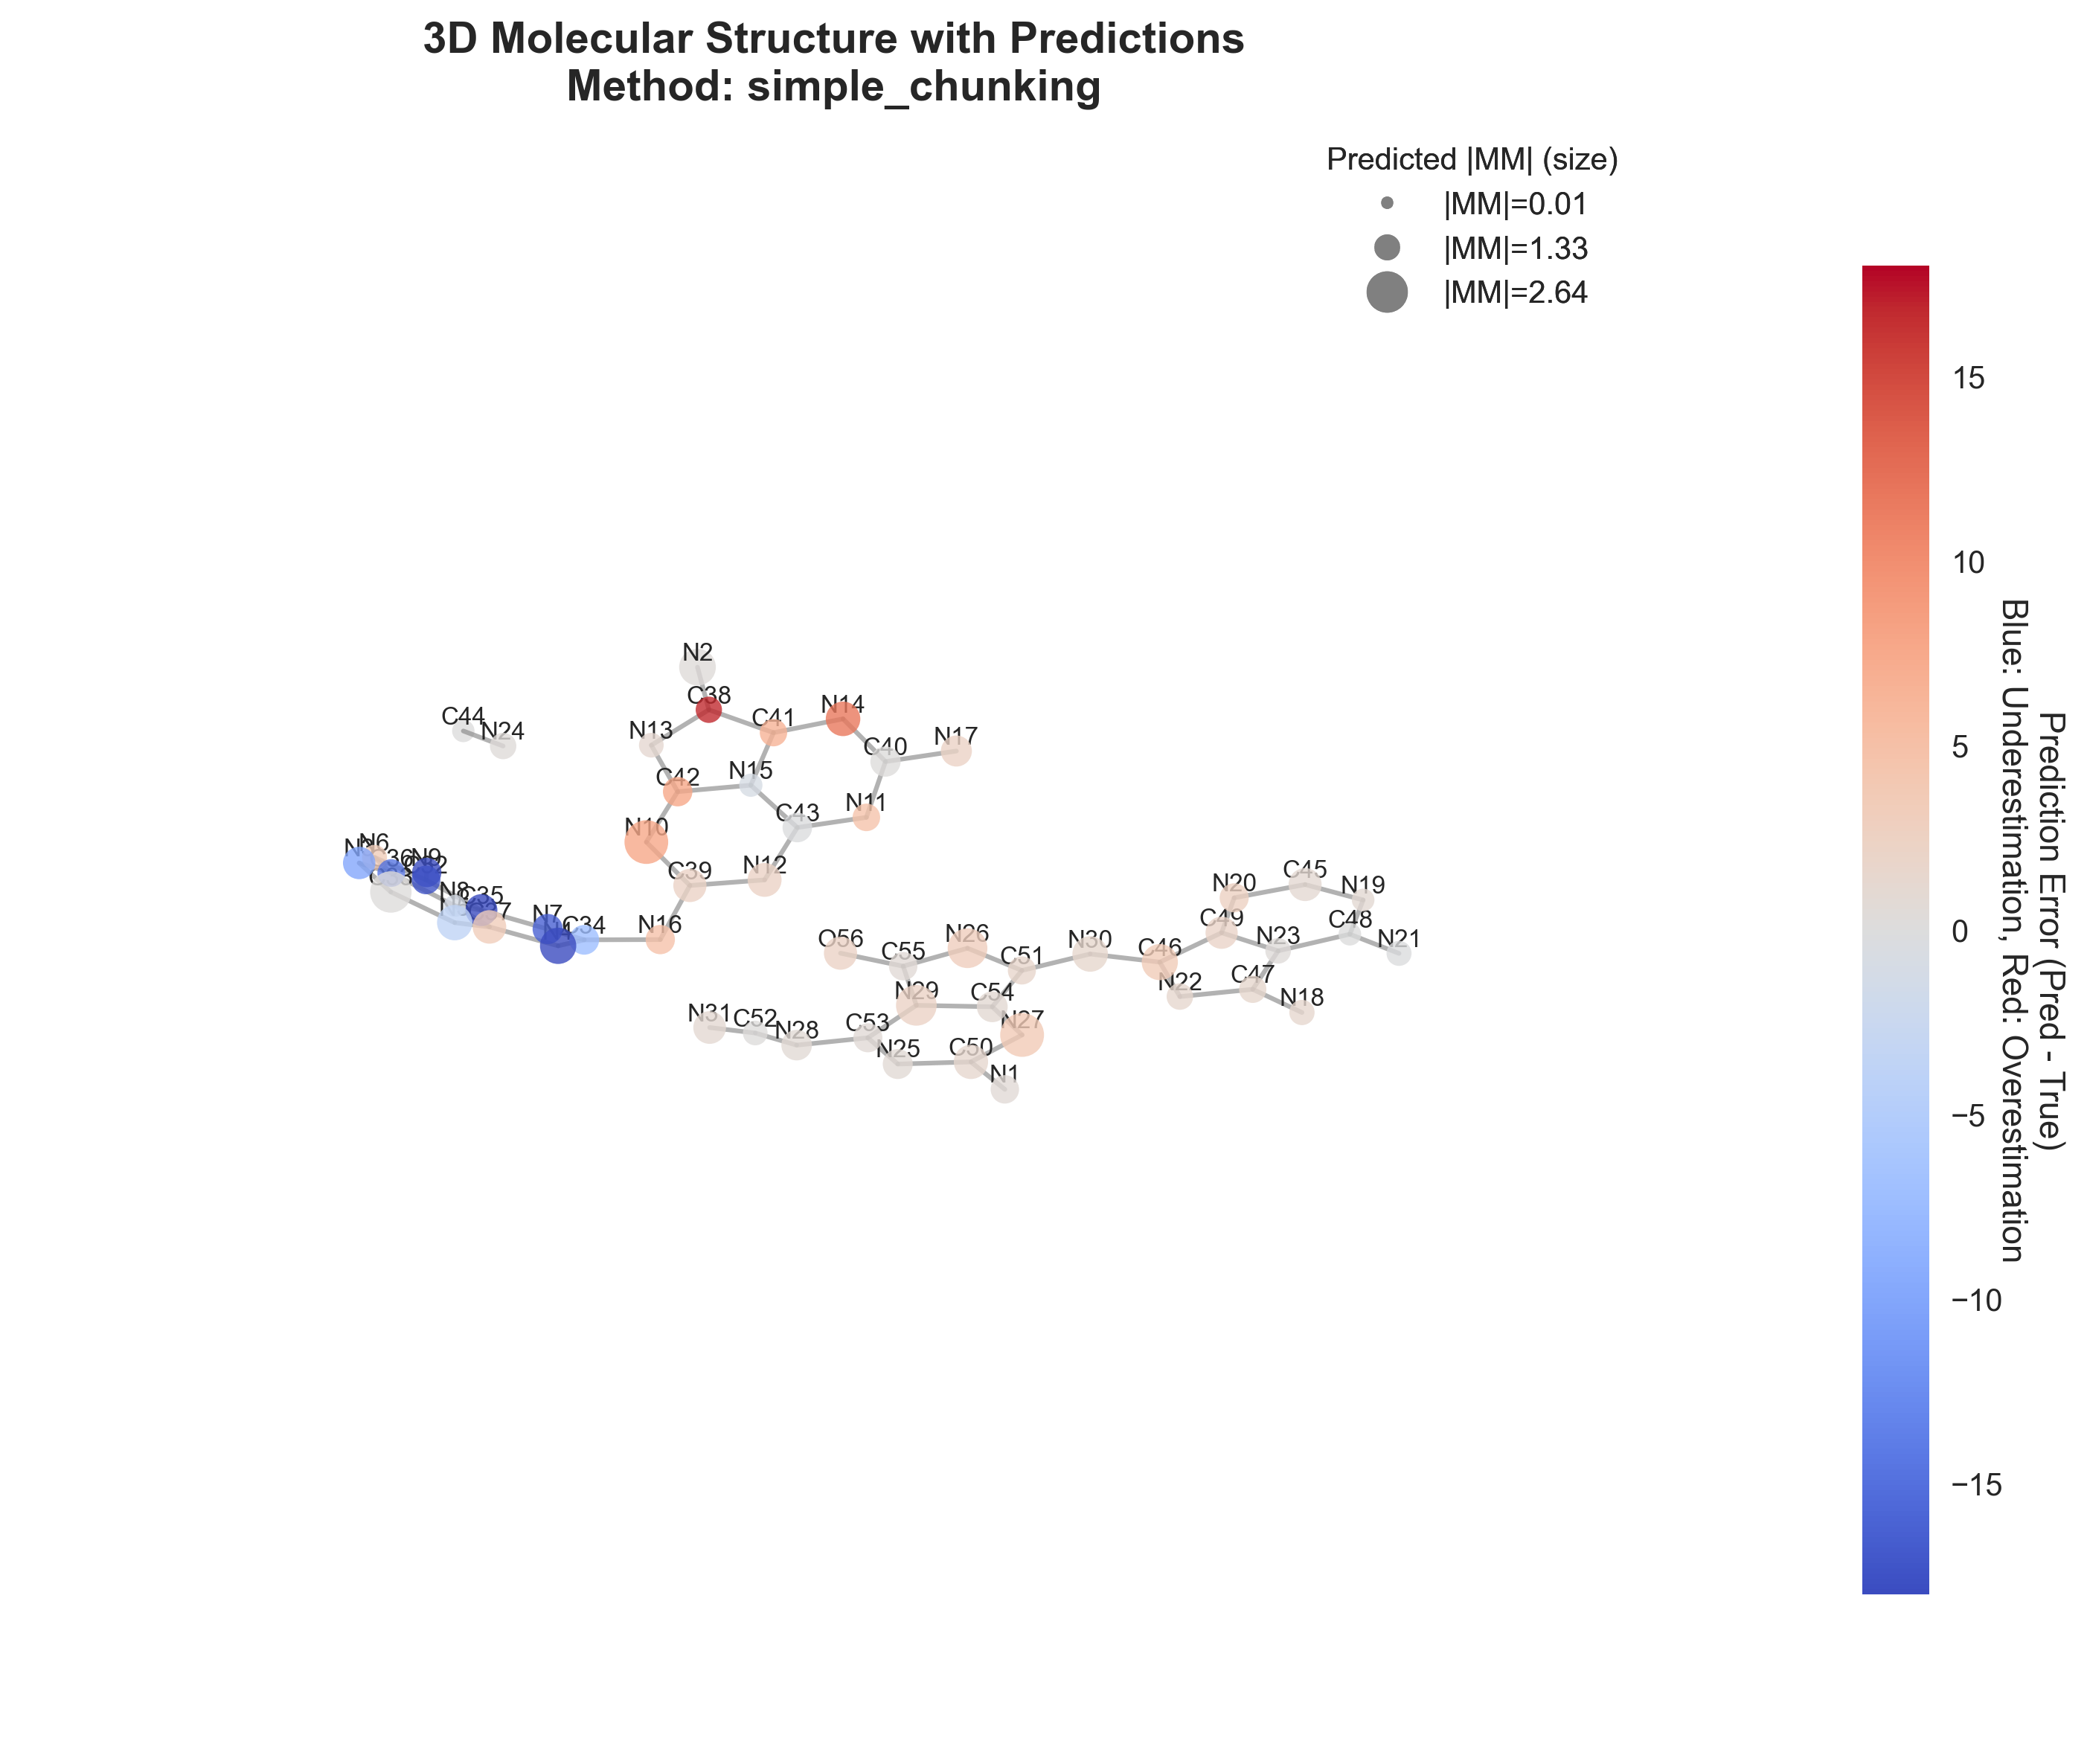 3D Molecular Structure with Predictions
Method: simple_chunking
Predicted |MM| (size)
|MM|=0.01
|MM|=1.33
|MM|=2.64
15
10
5
0
−5
−10
−15
Prediction Error (Pred - True)
Blue: Underestimation, Red: Overestimation
N2
C38
C44
N24
N13
C41
N14
C40
N17
C42
N15
N11
C43
N10
C39
N12
N6
N9
N8
C35
N7
C34
N16
C45
N20
N19
C49
C48
N23
N21
C46
N22
C47
N18
O56
C55
N26
C51
N30
N29
C54
N27
N31
C52
N28
C53
N25
C50
N1